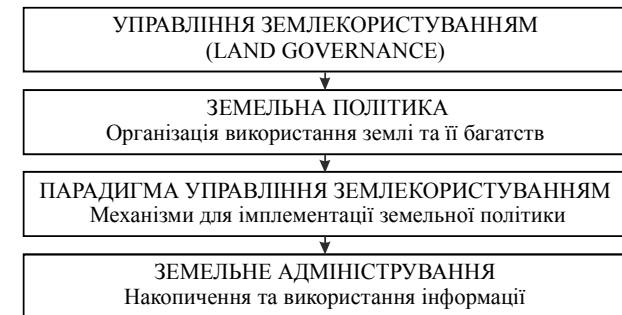 УПРАВЛІННЯ ЗЕМЛЕКОРИСТУВАННЯМ
(LAND GOVERNANCE)
ЗЕМЕЛЬНА ПОЛІТИКА
Організація використання землі та її багатств
ПАРАДИГМА УПРАВЛІННЯ ЗЕМЛЕКОРИСТУВАННЯМ
Механізми для імплементації земельної політики
ЗЕМЕЛЬНЕ АДМІНІСТРУВАННЯ
Накопичення та використання інформації